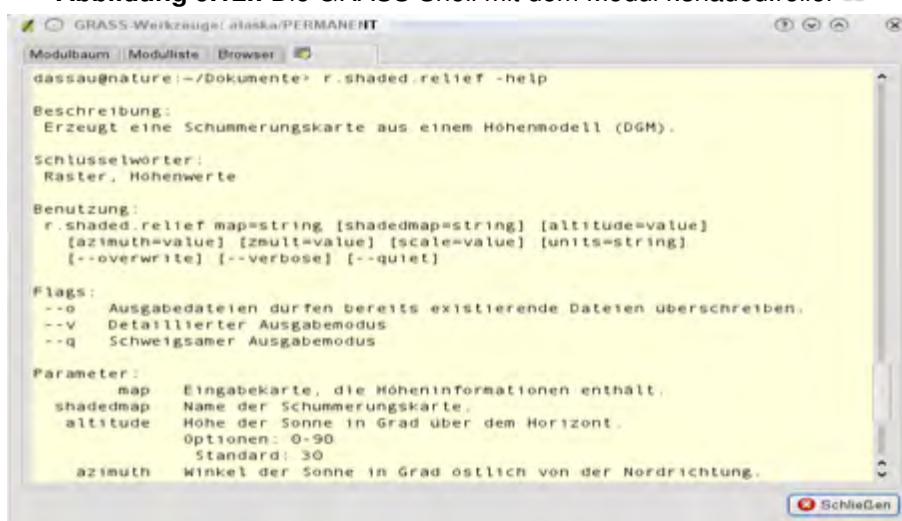 Die GRASS Shell mit dem Modul r.shaded.relief
GRASS-Werkzeuge: alaska/PERMANENT
Modulbaum Modulliste Browser
dassau@nature:~/Dokumente> r.shaded.relief -help
Beschreibung:
Erzeugt eine Schummerungskarte aus einem Höhenmodell (DGM).
Schlüsselwörter:
Raster, Höhenwerte
Benutzung:
r.shaded.relief map=string [shadedmap=string] [altitude=value]
[azimuth=value] [zmult=value] [scale=value] [units=string]
[--overwrite] [--verbose] [--quiet]
Flags:
--o Ausgabedateien dürfen bereits existierende Dateien überschreiben.
--v Detaillierter Ausgabemodus
--q Schweigsamer Ausgabemodus
Parameter:
map Eingabekarte, die Höheninformationen enthält.
shadedmap Name der Schummerungskarte.
altitude Höhe der Sonne in Grad über dem Horizont.
Optionen: 0-90
Standard: 30
azimuth Winkel der Sonne in Grad östlich von der Nordrichtung.
Schließen